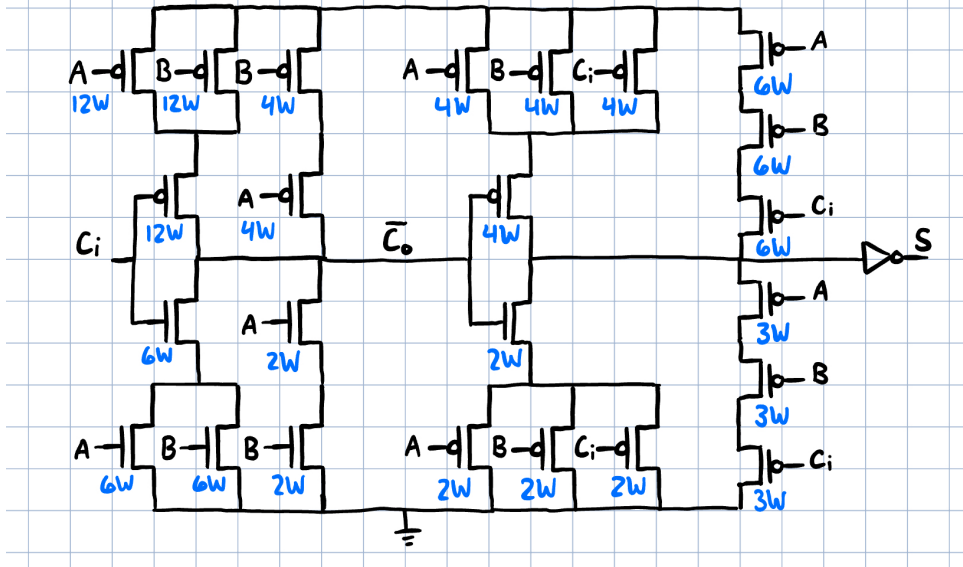 A B B A B Ci A
12W 12W 4W 4W 4W 4W 6W
B
6W
A Ci
12W 4W 4W 6W
Ci C̅o S
A A
6W 2W 2W 3W
B
3W
A B B A B Ci Ci
6W 6W 2W 2W 2W 2W 3W